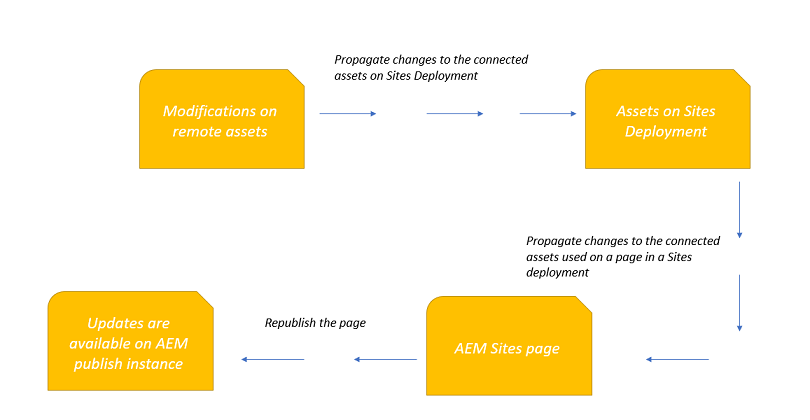 Propagate changes to the connected
assets on Sites Deployment
Modifications on
remote assets
Assets on Sites
Deployment
Propagate changes to the connected
assets used on a page in a Sites
deployment
Updates are
available on AEM
publish instance
Republish the page
AEM Sites page